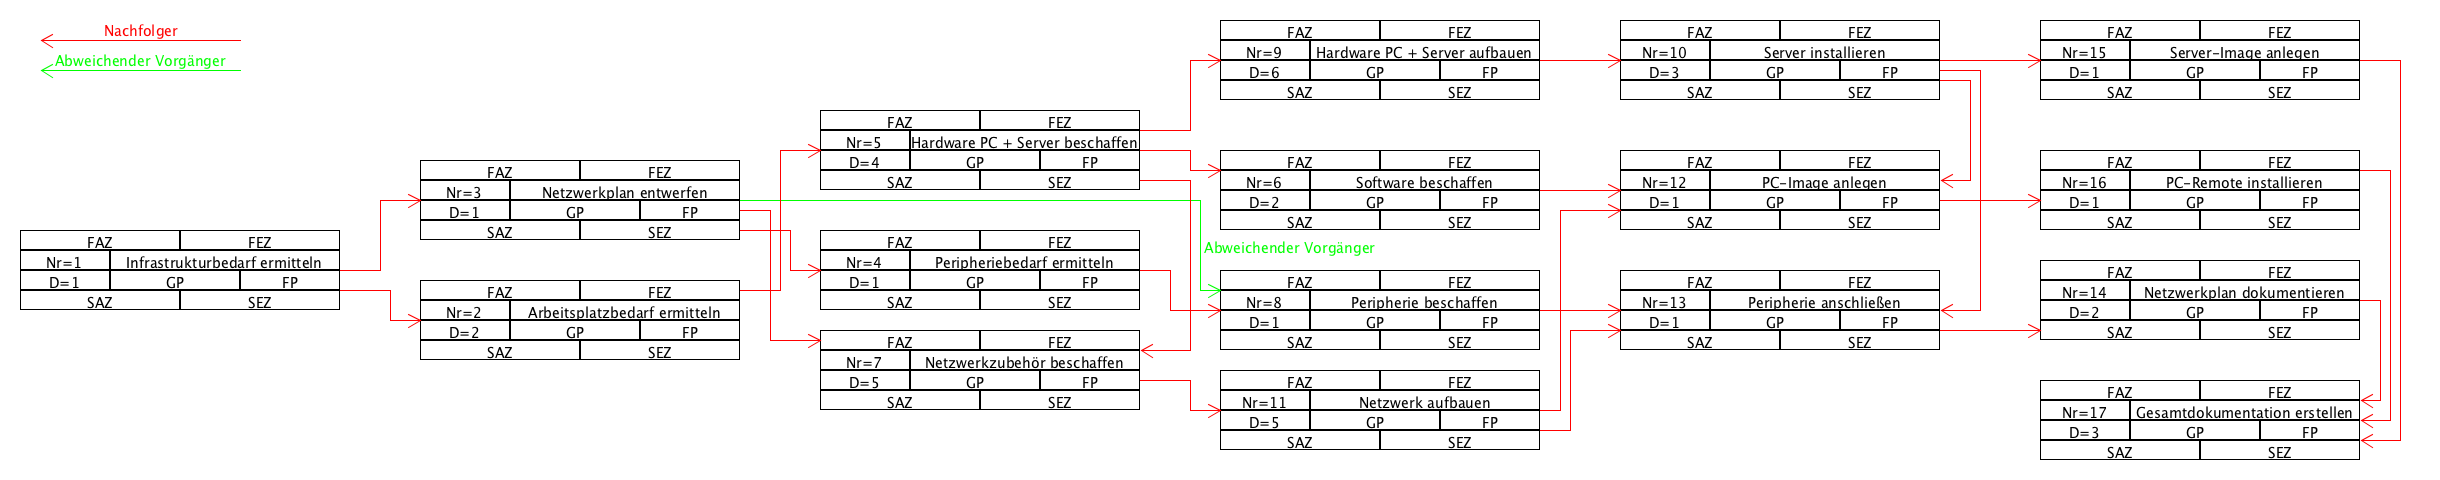 Nachfolger
Abweichender Vorgänger
FAZ FEZ
Nr=1 Infrastrukturbedarf ermitteln
D=1 GP FP
SAZ SEZ
FAZ FEZ
Nr=3 Netzwerkplan entwerfen
D=1 GP FP
SAZ SEZ
FAZ FEZ
Nr=2 Arbeitsplatzbedarf ermitteln
D=2 GP FP
SAZ SEZ
FAZ FEZ
Nr=5 Hardware PC + Server beschaffen
D=4 GP FP
SAZ SEZ
FAZ FEZ
Nr=4 Peripheriebedarf ermitteln
D=1 GP FP
SAZ SEZ
FAZ FEZ
Nr=7 Netzwerkzubehör beschaffen
D=5 GP FP
SAZ SEZ
FAZ FEZ
Nr=9 Hardware PC + Server aufbauen
D=6 GP FP
SAZ SEZ
FAZ FEZ
Nr=6 Software beschaffen
D=2 GP FP
SAZ SEZ
Abweichender Vorgänger
FAZ FEZ
Nr=8 Peripherie beschaffen
D=1 GP FP
SAZ SEZ
FAZ FEZ
Nr=11 Netzwerk aufbauen
D=5 GP FP
SAZ SEZ
FAZ FEZ
Nr=10 Server installieren
D=3 GP FP
SAZ SEZ
FAZ FEZ
Nr=12 PC-Image anlegen
D=1 GP FP
SAZ SEZ
FAZ FEZ
Nr=13 Peripherie anschließen
D=1 GP FP
SAZ SEZ
FAZ FEZ
Nr=15 Server-Image anlegen
D=1 GP FP
SAZ SEZ
FAZ FEZ
Nr=16 PC-Remote installieren
D=1 GP FP
SAZ SEZ
FAZ FEZ
Nr=14 Netzwerkplan dokumentieren
D=2 GP FP
SAZ SEZ
FAZ FEZ
Nr=17 Gesamtdokumentation erstellen
D=3 GP FP
SAZ SEZ